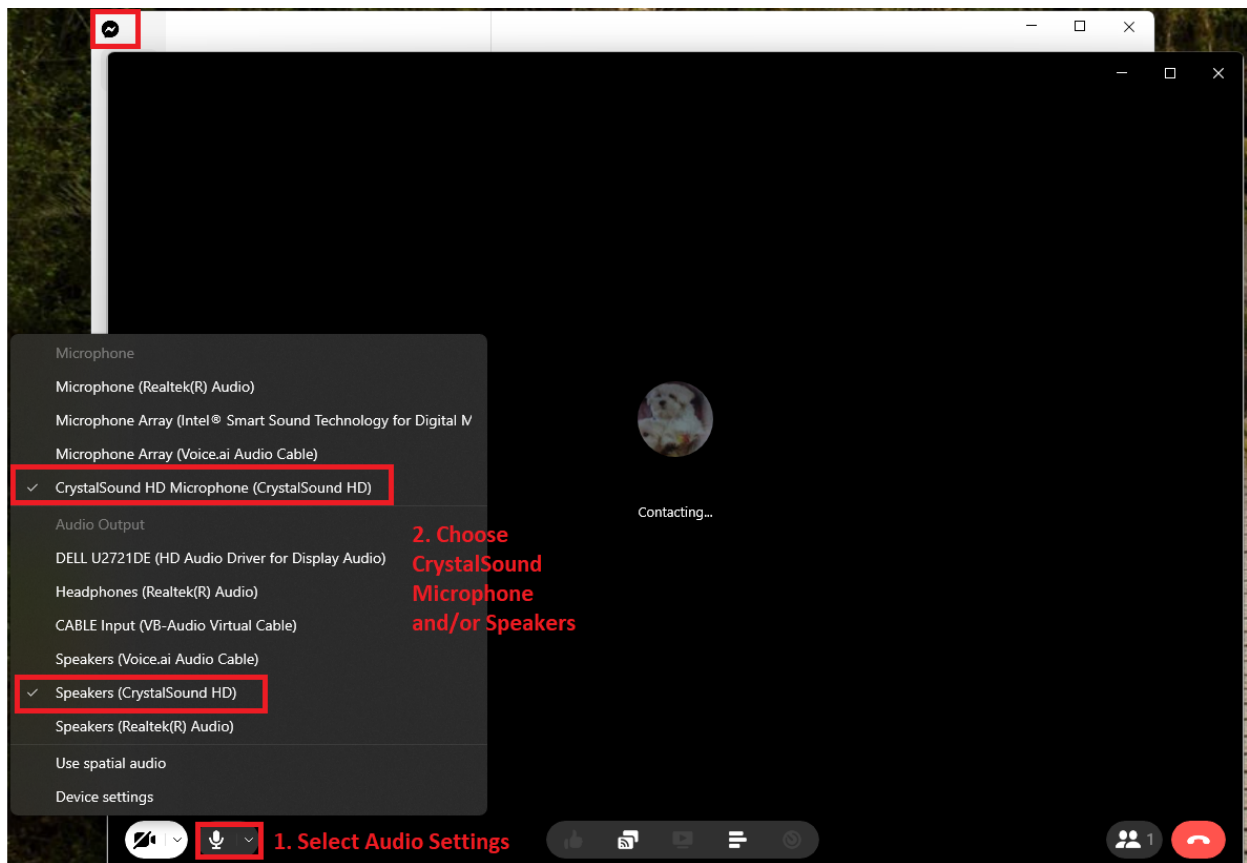 Microphone
Microphone (Realtek(R) Audio)
Microphone Array (Intel® Smart Sound Technology for Digital M
Microphone Array (Voice.ai Audio Cable)
CrystalSound HD Microphone (CrystalSound HD)
Audio Output
DELL U2721DE (HD Audio Driver for Display Audio)
Headphones (Realtek(R) Audio)
CABLE Input (VB-Audio Virtual Cable)
Speakers (Voice.ai Audio Cable)
Speakers (CrystalSound HD)
Speakers (Realtek(R) Audio)
Use spatial audio
Device settings
Contacting...
2. Choose
CrystalSound
Microphone
and/or Speakers
1. Select Audio Settings
1